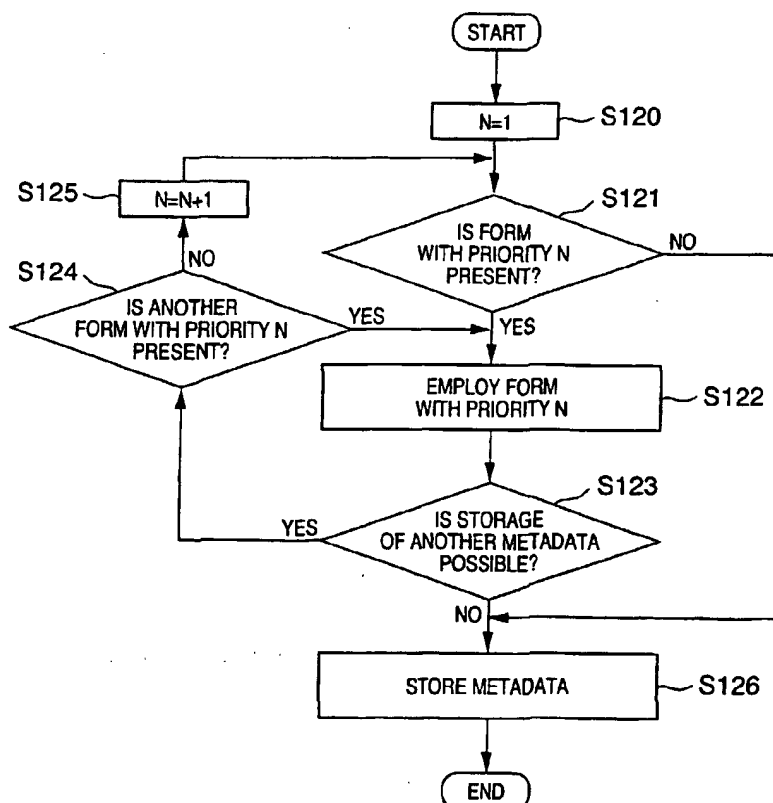 START
N=1
S120
S125
N=N+1
S121
IS FORM
WITH PRIORITY N
PRESENT?
NO
S124
NO
IS ANOTHER
FORM WITH PRIORITY N
PRESENT?
YES
YES
EMPLOY FORM
WITH PRIORITY N
S122
S123
YES
IS STORAGE
OF ANOTHER METADATA
POSSIBLE?
NO
STORE METADATA
S126
END